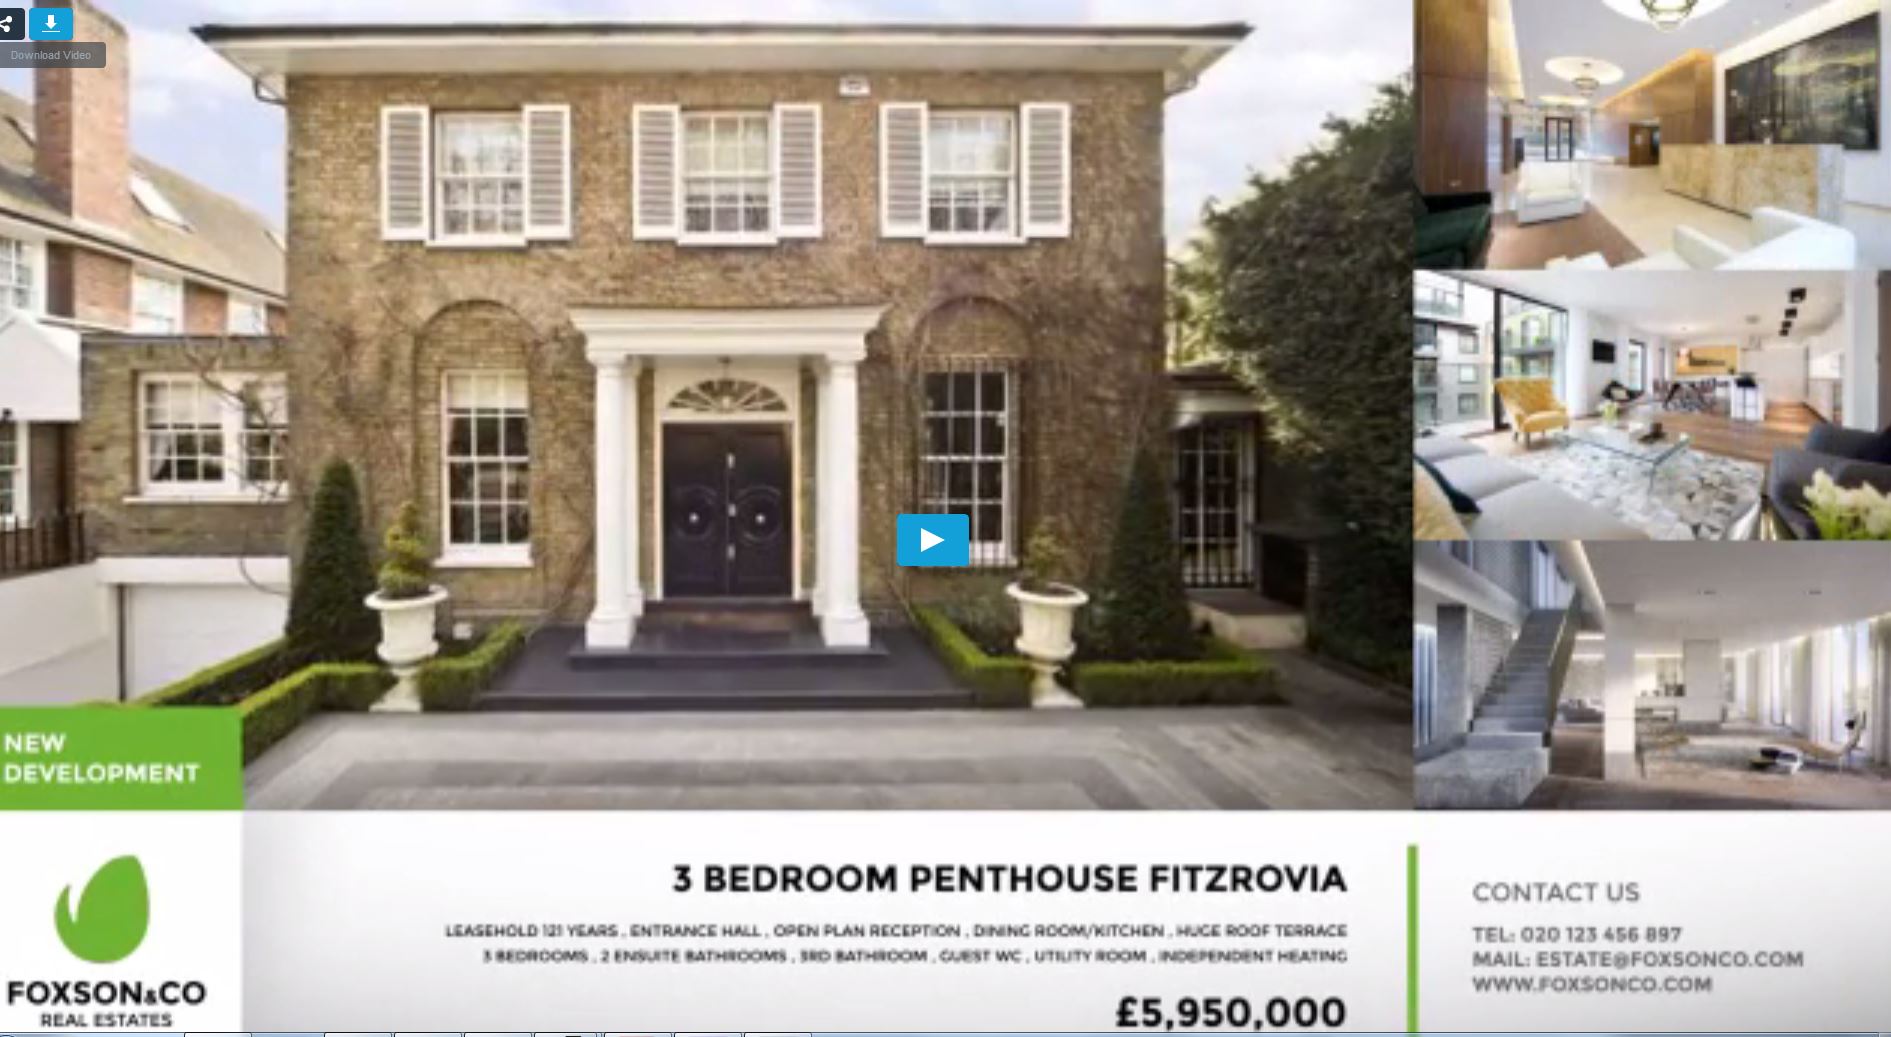 Download Video
NEW
DEVELOPMENT
3 BEDROOM PENTHOUSE FITZROVIA
LEASEHOLD 121 YEARS , ENTRANCE HALL , OPEN PLAN RECEPTION , DINING ROOM/KITCHEN , HUGE ROOF TERRACE
3 BEDROOMS , 2 ENSUITE BATHROOMS , 3RD BATHROOM , GUEST WC , UTILITY ROOM , INDEPENDENT HEATING
£5,950,000
FOXSON&CO
REAL ESTATES
CONTACT US
TEL: 020 123 456 897
MAIL: ESTATE@FOXSONCO.COM
WWW.FOXSONCO.COM